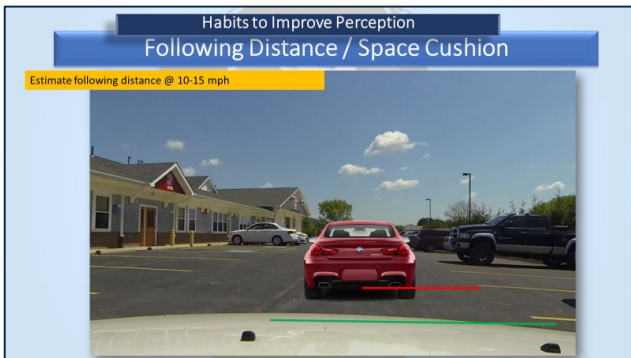 Habits to Improve Perception
Following Distance / Space Cushion
Estimate following distance @ 10-15 mph